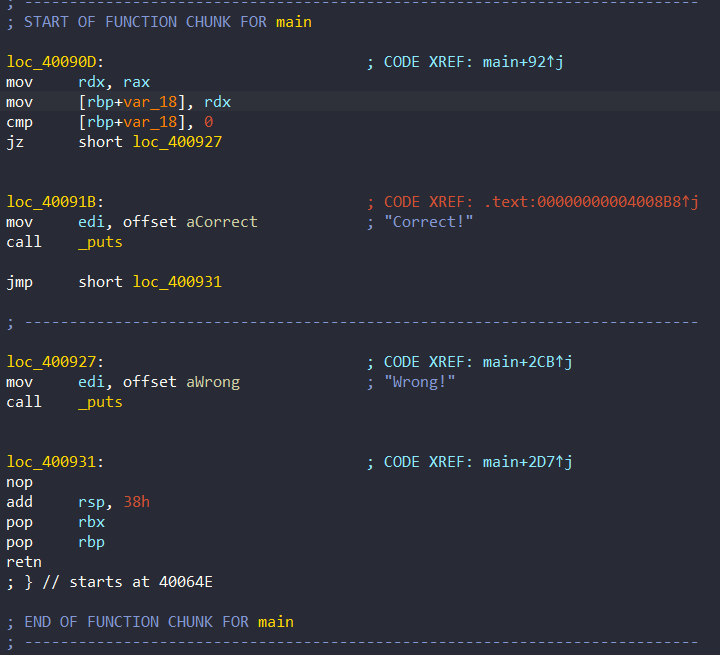 ; ---------------------------------------------------------------------------
; START OF FUNCTION CHUNK FOR main
loc_40090D: ; CODE XREF: main+92↑j
mov rdx, rax
mov [rbp+var_18], rdx
cmp [rbp+var_18], 0
jz short loc_400927
loc_40091B: ; CODE XREF: .text:00000000004008B8↑j
mov edi, offset aCorrect ; "Correct!"
call _puts
jmp short loc_400931
; ---------------------------------------------------------------------------
loc_400927: ; CODE XREF: main+2CB↑j
mov edi, offset aWrong ; "Wrong!"
call _puts
loc_400931: ; CODE XREF: main+2D7↑j
nop
add rsp, 38h
pop rbx
pop rbp
retn
; } // starts at 40064E
; END OF FUNCTION CHUNK FOR main
; ---------------------------------------------------------------------------